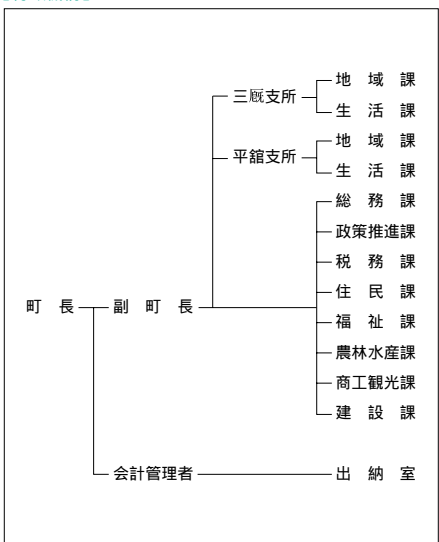 三厩支所
地域課
生活課
平舘支所
地域課
生活課
総務課
政策推進課
税務課
住民課
町長
副町長
福祉課
農林水産課
商工観光課
建設課
会計管理者
出納室